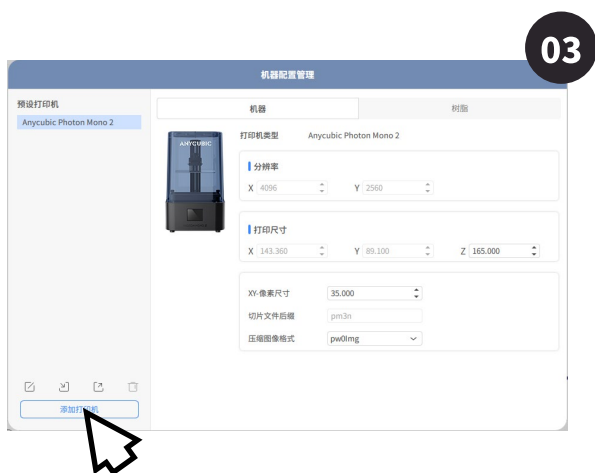 03
机器配置管理
预设打印机
Anycubic Photon Mono 2
机器
树脂
ANYCUBIC
打印机类型 Anycubic Photon Mono 2
分辨率
X 4096 Y 2560
打印尺寸
X 143.360 Y 89.100 Z 165.000
XY-像素尺寸 35.000
切片文件后缀 pm3n
压缩图像格式 pw0Img
添加打印机